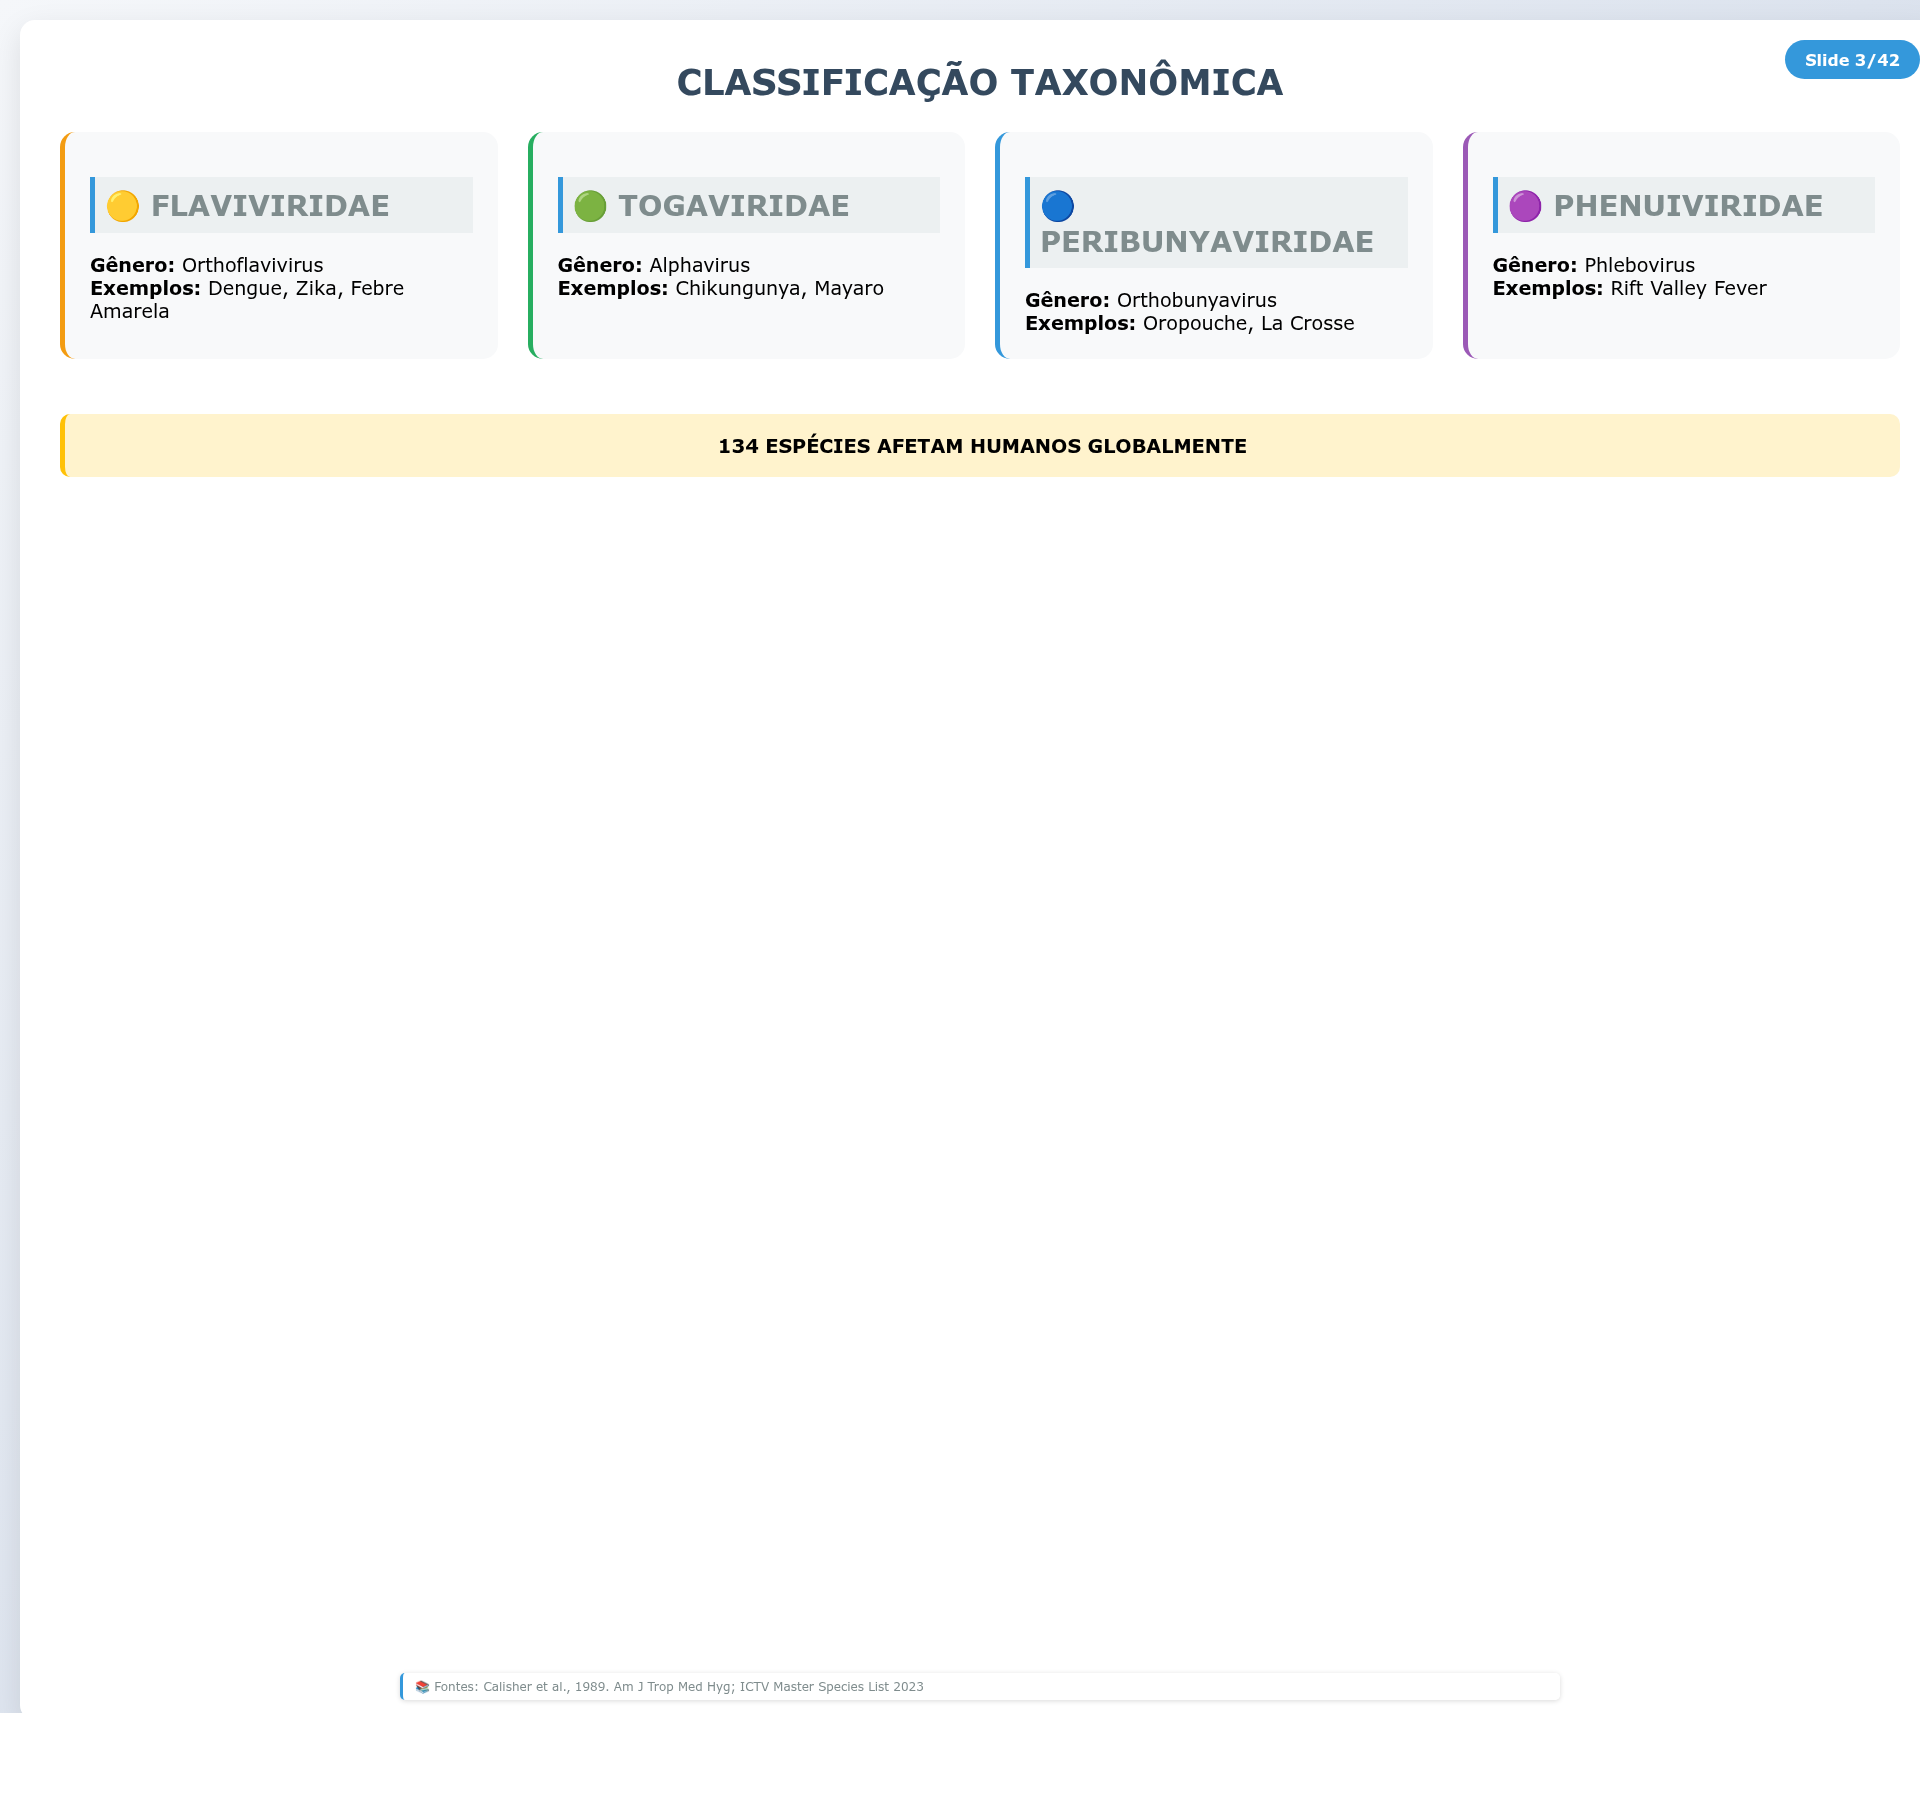 Slide 3/42
CLASSIFICAÇÃO TAXONÔMICA
🟡 FLAVIVIRIDAE
Gênero: Orthoflavivirus
Exemplos: Dengue, Zika, Febre
Amarela
🟢 TOGAVIRIDAE
Gênero: Alphavirus
Exemplos: Chikungunya, Mayaro
🔵
PERIBUNYAVIRIDAE
Gênero: Orthobunyavirus
Exemplos: Oropouche, La Crosse
🟣 PHENUIVIRIDAE
Gênero: Phlebovirus
Exemplos: Rift Valley Fever
134 ESPÉCIES AFETAM HUMANOS GLOBALMENTE
📚 Fontes: Calisher et al., 1989. Am J Trop Med Hyg; ICTV Master Species List 2023